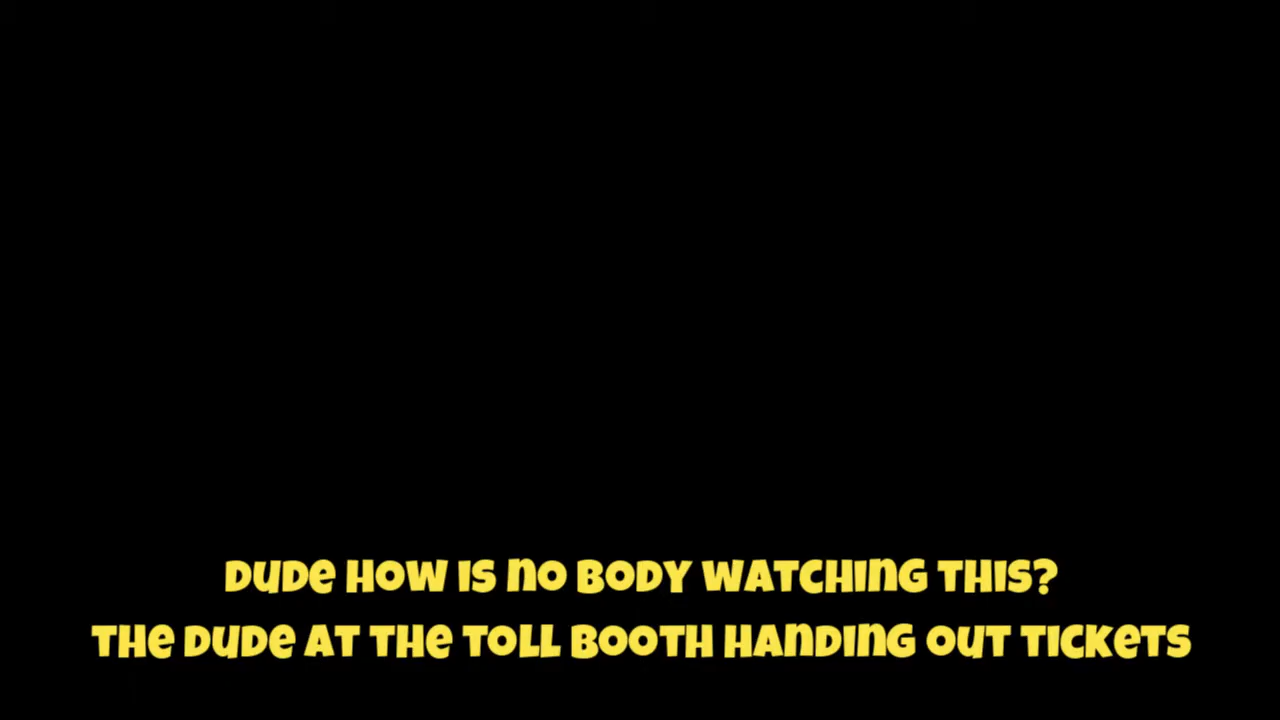 DUDE HOW IS NO BODY WATCHING THIS?
THE DUDE AT THE TOLL BOOTH HANDING OUT TICKETS